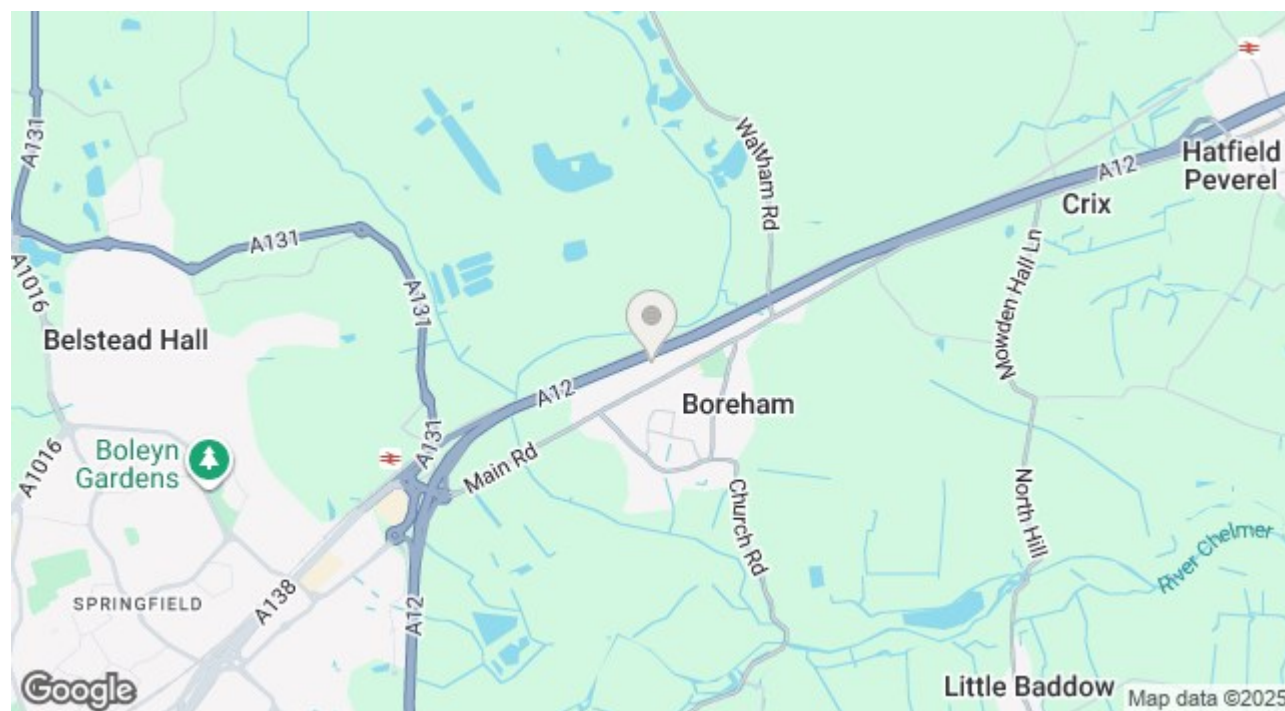 A131
Waltham Rd
Hatfield
Peverel
A12
Crix
A131
A1016
A131
Mowden Hall Ln
Belstead Hall
A12
Boreham
A131
A1016
Boleyn
Gardens
Main Rd
Church Rd
North Hill
River Chelmer
SPRINGFIELD
A138
A12
Little Baddow
Google
Map data ©2025